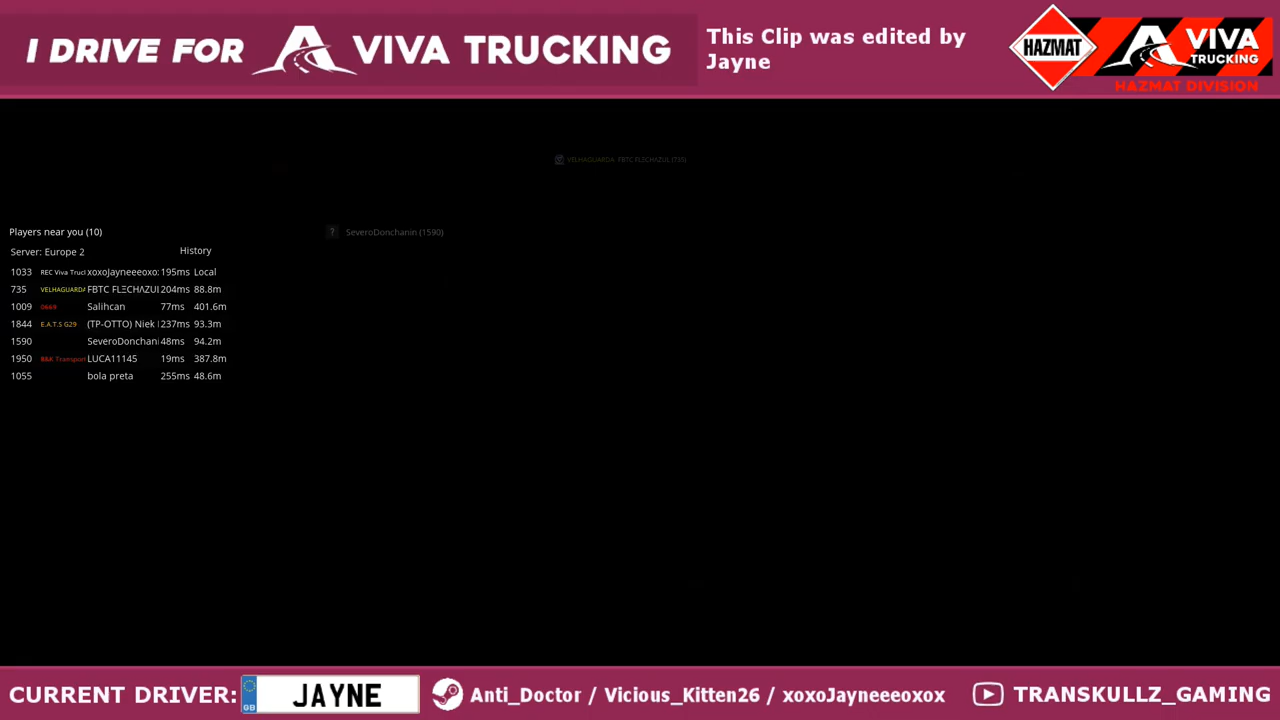 I DRIVE FOR VIVA TRUCKING
This Clip was edited by
Jayne
HAZMAT
VIVA
TRUCKING
HAZMAT DIVISION
VELHAGUARDA FBTC FLΞCHΛZUL (735)
Players near you (10)
? SeveroDonchanin (1590)
Server: Europe 2 History
1033 REC Viva Truc xoxoJayneeeoxo 195ms Local
735 VELHAGUARDA FBTC FLΞCHΛZUL 204ms 88.8m
1009 Salihcan 77ms 401.6m
1844 E.A.T.S G29 (TP-OTTO) Niek 237ms 93.3m
1590 SeveroDonchani 48ms 94.2m
1950 B&K Transport LUCA11145 19ms 387.8m
1055 bola preta 255ms 48.6m
CURRENT DRIVER: GB JAYNE Anti_Doctor / Vicious_Kitten26 / xoxoJayneeeoxox TRANSKULLZ_GAMING